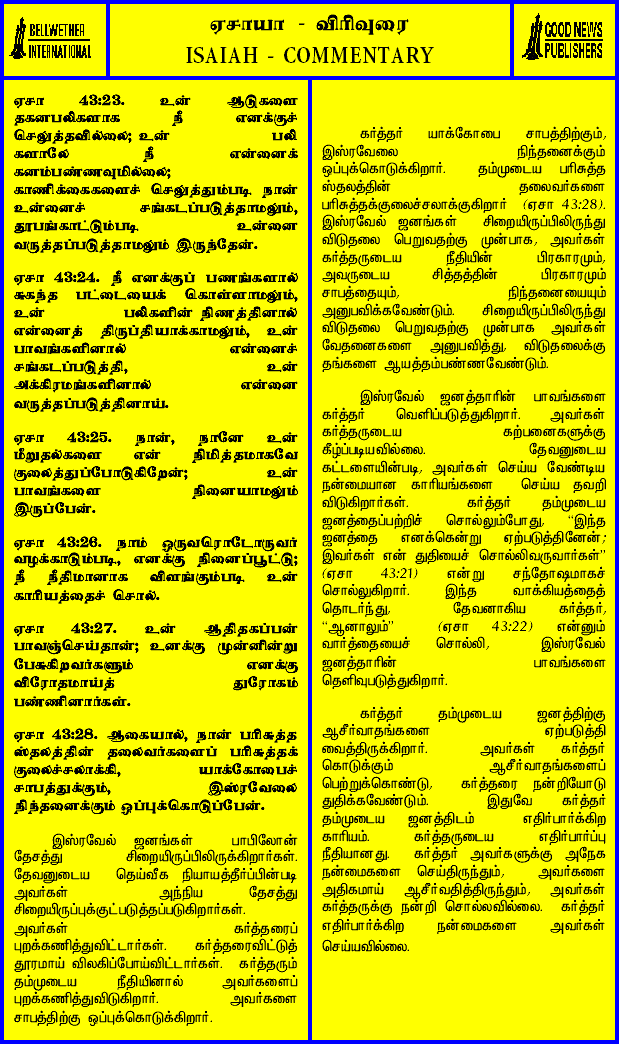 BELLWETHER
INTERNATIONAL
ஏசாயா - விரிவுரை
ISAIAH - COMMENTARY
GOOD NEWS
PUBLISHERS
ஏசா 43:23. உன் ஆடுகளை
தகனபலிகளாக நீ எனக்குச்
செலுத்தவில்லை; உன் பலி
களாலே நீ என்னைக்
கனம்பண்ணவுமில்லை;
காணிக்கைகளைச் செலுத்தும்படி நான்
உன்னைச் சங்கடப்படுத்தாமலும்,
தூபங்காட்டும்படி உன்னை
வருத்தப்படுத்தாமலும் இருந்தேன்.
ஏசா 43:24. நீ எனக்குப் பணங்களால்
சுகந்த பட்டையைக் கொள்ளாமலும்,
உன் பலிகளின் நிணத்தினால்
என்னைத் திருப்தியாக்காமலும், உன்
பாவங்களினால் என்னைச்
சங்கடப்படுத்தி, உன்
அக்கிரமங்களினால் என்னை
வருத்தப்படுத்தினாய்.
ஏசா 43:25. நான், நானே உன்
மீறுதல்களை என் நிமித்தமாகவே
குலைத்துப்போடுகிறேன்; உன்
பாவங்களை நினையாமலும்
இருப்பேன்.
ஏசா 43:26. நாம் ஒருவரொடொருவர்
வழக்காடும்படி, எனக்கு நினைப்பூட்டு;
நீ நீதிமானாக விளங்கும்படி உன்
காரியத்தைச் சொல்.
ஏசா 43:27. உன் ஆதிதகப்பன்
பாவஞ்செய்தான்; உனக்கு முன்னின்று
பேசுகிறவர்களும் எனக்கு
விரோதமாய்த் துரோகம்
பண்ணினார்கள்.
ஏசா 43:28. ஆகையால், நான் பரிசுத்த
ஸ்தலத்தின் தலைவர்களைப் பரிசுத்தக்
குலைச்சலாக்கி, யாக்கோபைச்
சாபத்துக்கும், இஸ்ரவேலை
நிந்தனைக்கும் ஒப்புக்கொடுப்பேன்.
இஸ்ரவேல் ஜனங்கள் பாபிலோன்
தேசத்து சிறையிருப்பிலிருக்கிறார்கள்.
தேவனுடைய தெய்வீக நியாயத்தீர்ப்பின்படி
அவர்கள் அந்நிய தேசத்து
சிறையிருப்புக்குட்படுத்தப்படுகிறார்கள்.
அவர்கள் கர்த்தரைப்
புறக்கணித்துவிட்டார்கள். கர்த்தரைவிட்டுத்
தூரமாய் விலகிப்போய்விட்டார்கள். கர்த்தரும்
தம்முடைய நீதியினால் அவர்களைப்
புறக்கணித்துவிடுகிறார். அவர்களை
சாபத்திற்கு ஒப்புக்கொடுக்கிறார்.
கர்த்தர் யாக்கோபை சாபத்திற்கும்,
இஸ்ரவேலை நிந்தனைக்கும்
ஒப்புக்கொடுக்கிறார். தம்முடைய பரிசுத்த
ஸ்தலத்தின் தலைவர்களை
பரிசுத்தக்குலைச்சலாக்குகிறார் (ஏசா 43:28).
இஸ்ரவேல் ஜனங்கள் சிறையிருப்பிலிருந்து
விடுதலை பெறுவதற்கு முன்பாக, அவர்கள்
கர்த்தருடைய நீதியின் பிரகாரமும்,
அவருடைய சித்தத்தின் பிரகாரமும்
சாபத்தையும், நிந்தனையையும்
அனுபவிக்கவேண்டும். சிறையிருப்பிலிருந்து
விடுதலை பெறுவதற்கு முன்பாக அவர்கள்
வேதனைகளை அனுபவித்து, விடுதலைக்கு
தங்களை ஆயத்தம்பண்ணவேண்டும்.
இஸ்ரவேல் ஜனத்தாரின் பாவங்களை
கர்த்தர் வெளிப்படுத்துகிறார். அவர்கள்
கர்த்தருடைய கற்பனைகளுக்கு
கீழ்ப்படியவில்லை. தேவனுடைய
கட்டளையின்படி, அவர்கள் செய்ய வேண்டிய
நன்மையான காரியங்களை செய்ய தவறி
விடுகிறார்கள். கர்த்தர் தம்முடைய
ஜனத்தைப்பற்றிச் சொல்லும்போது, "இந்த
ஜனத்தை எனக்கென்று ஏற்படுத்தினேன்;
இவர்கள் என் துதியைச் சொல்லிவருவார்கள்"
(ஏசா 43:21) என்று சந்தோஷமாகச்
சொல்லுகிறார். இந்த வாக்கியத்தைத்
தொடர்ந்து, தேவனாகிய கர்த்தர்,
"ஆனாலும்" (ஏசா 43:22) என்னும்
வார்த்தையைச் சொல்லி, இஸ்ரவேல்
ஜனத்தாரின் பாவங்களை
தெளிவுபடுத்துகிறார்.
கர்த்தர் தம்முடைய ஜனத்திற்கு
ஆசீர்வாதங்களை ஏற்படுத்தி
வைத்திருக்கிறார். அவர்கள் கர்த்தர்
கொடுக்கும் ஆசீர்வாதங்களைப்
பெற்றுக்கொண்டு, கர்த்தரை நன்றியோடு
துதிக்கவேண்டும். இதுவே கர்த்தர்
தம்முடைய ஜனத்திடம் எதிர்பார்க்கிற
காரியம். கர்த்தருடைய எதிர்பார்ப்பு
நீதியானது. கர்த்தர் அவர்களுக்கு அநேக
நன்மைகளை செய்திருந்தும், அவர்களை
அதிகமாய் ஆசீர்வதித்திருந்தும், அவர்கள்
கர்த்தருக்கு நன்றி சொல்லவில்லை. கர்த்தர்
எதிர்பார்க்கிற நன்மைகளை அவர்கள்
செய்யவில்லை.